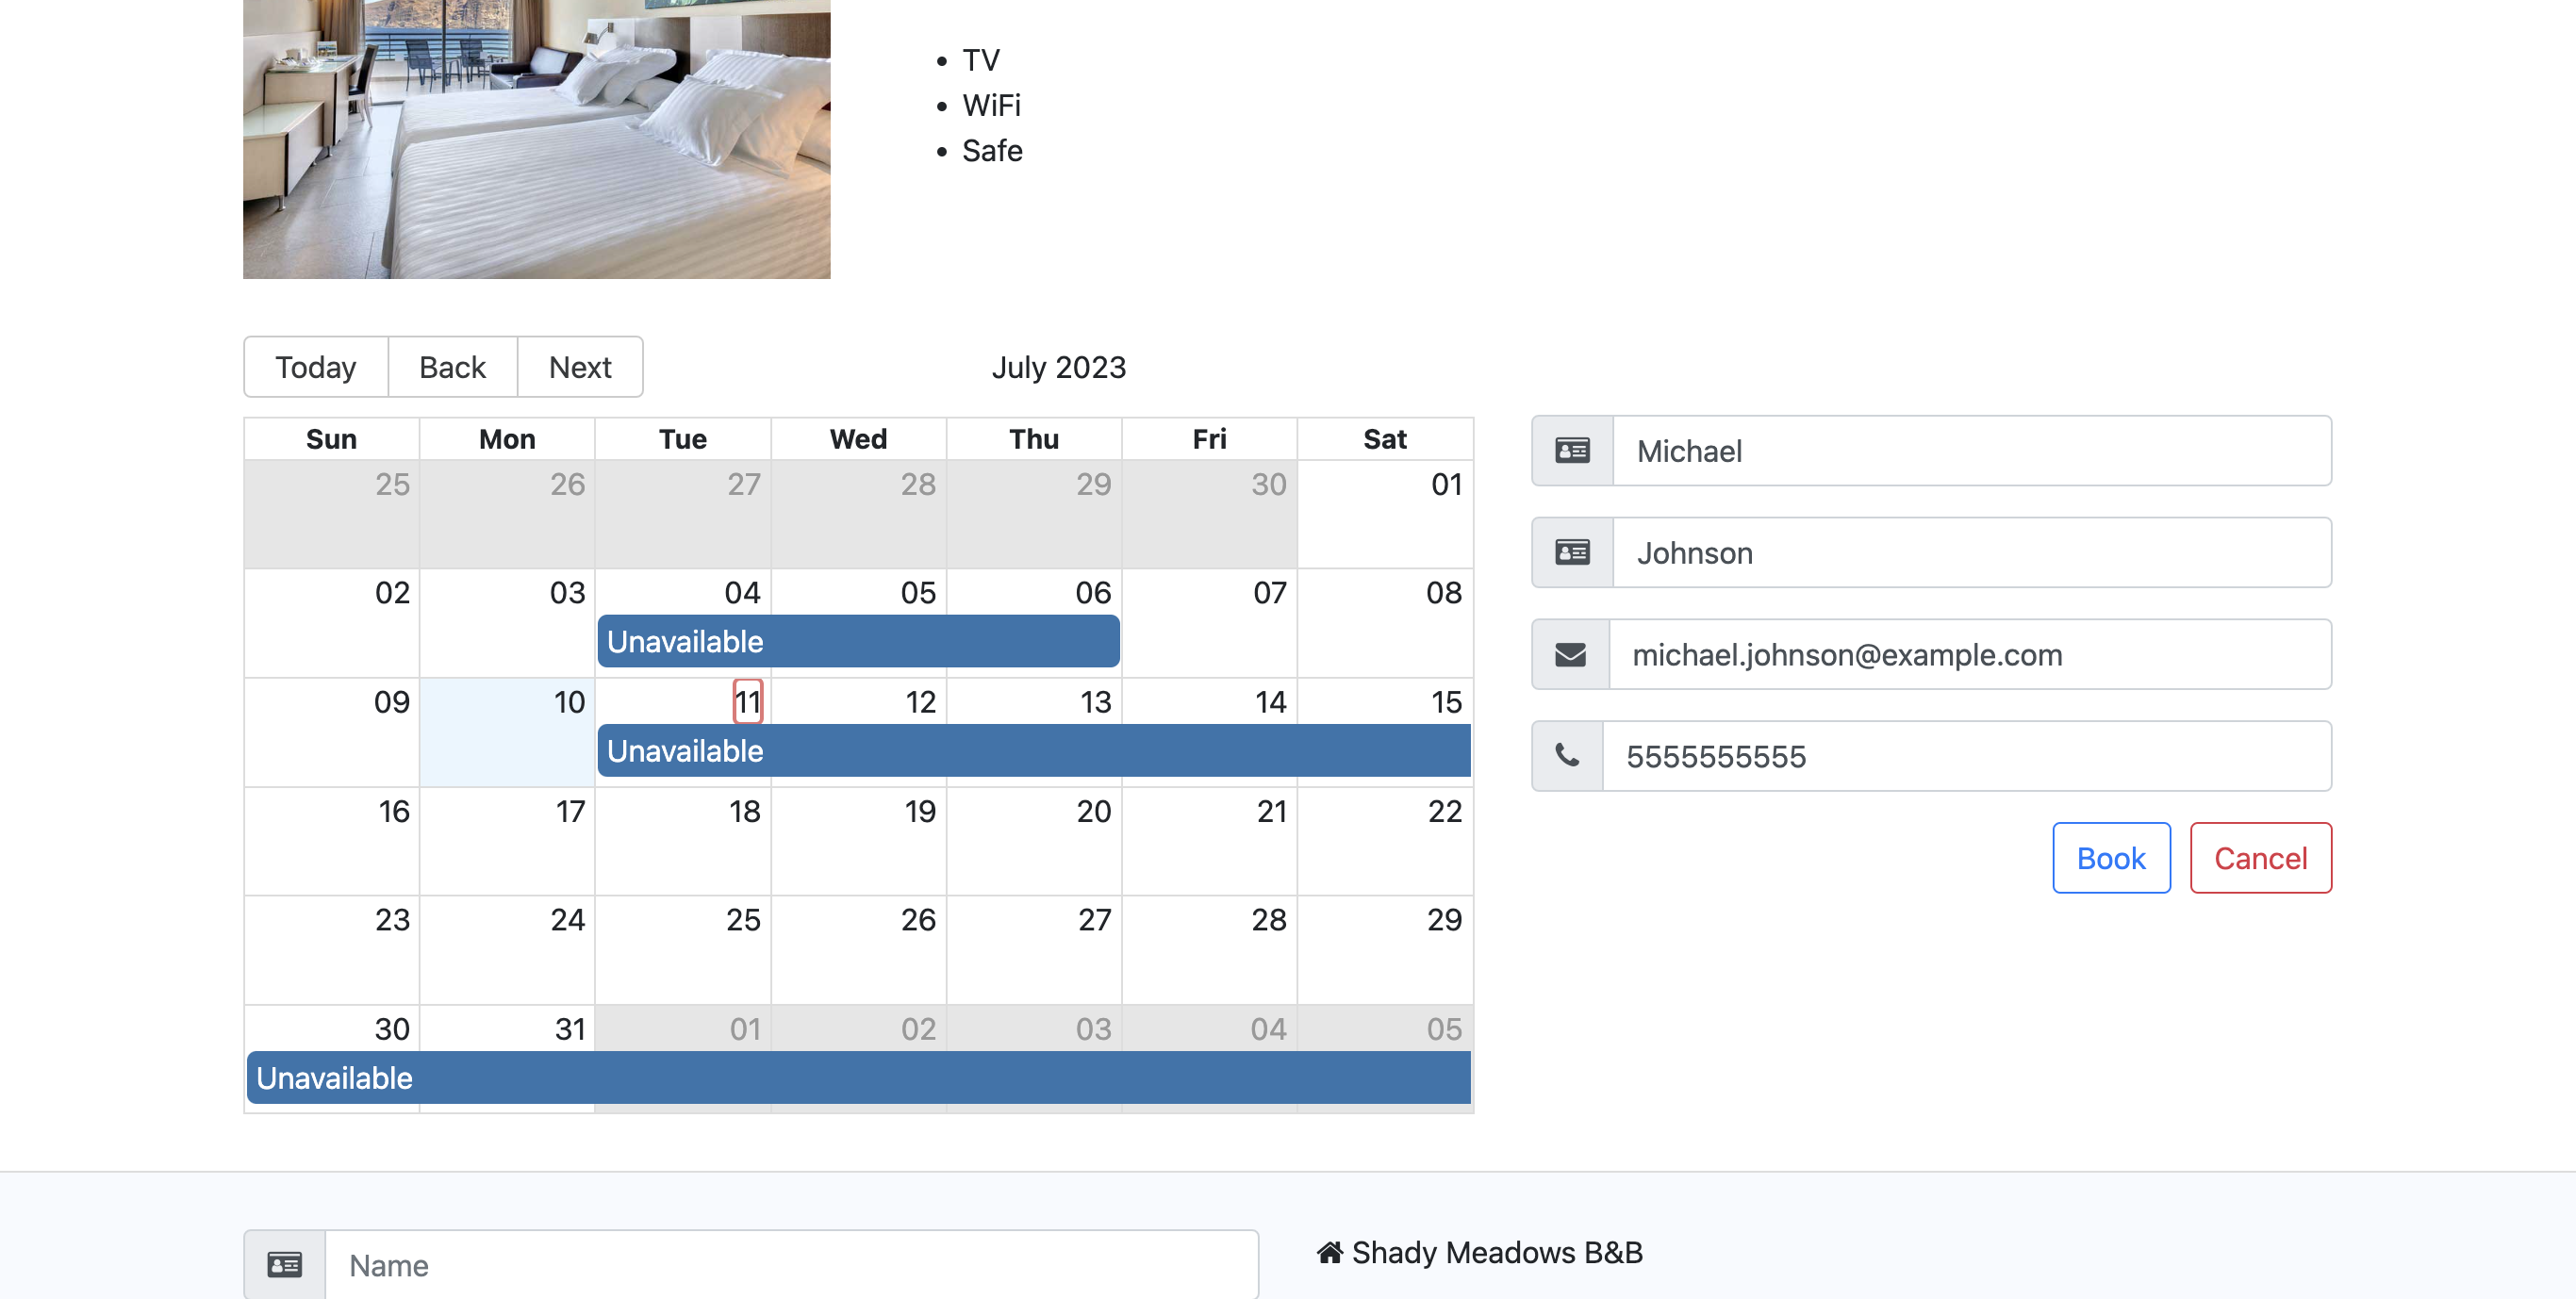 TV
WiFi
Safe
Today Back Next
July 2023
Sun Mon Tue Wed Thu Fri Sat
25 26 27 28 29 30 01
02 03 04 05 06 07 08
Unavailable
09 10 11 12 13 14 15
Unavailable
16 17 18 19 20 21 22
23 24 25 26 27 28 29
30 31 01 02 03 04 05
Unavailable
Michael
Johnson
michael.johnson@example.com
5555555555
Book Cancel
Name
Shady Meadows B&B